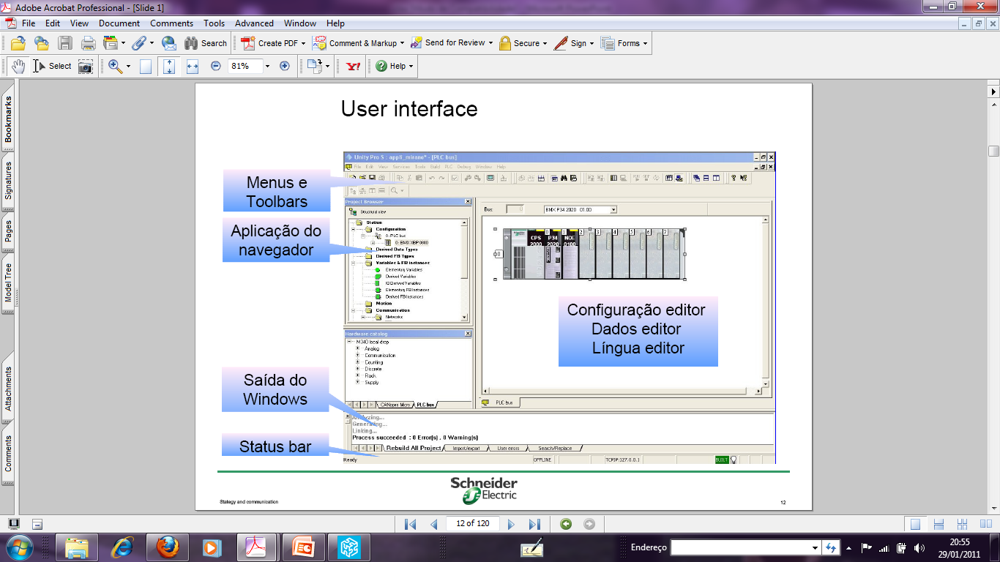 Adobe Acrobat Professional - [Slide 1]
File Edit View Document Comments Tools Advanced Window Help
Search Create PDF Comment & Markup Send for Review Secure Sign Forms
Select 81% Y! Help
Bookmarks
Signatures
Pages
Model Tree
Attachments
Comments
User interface
Unity Pro S : appli_mirano* - [PLC bus]
File Edit View Services Tools Build PLC Debug Window Help
Menus e
Toolbars
Aplicação do
navegador
Project Browser
Structural view
Station
Configuration
0: PLC bus
0: BMX XBP 0800
Derived Data Types
Derived FB Types
Variables & FB instances
Elementary Variables
Derived Variables
IO Derived Variables
Elementary FB Instances
Derived FB Instances
Motion
Communication
Networks
Bus: 0 BMX P34 2020 01.00
0
CPS
2000
0 1 2 3 4 5 6 7
P34
2020
NOE
0100
Configuração editor
Dados editor
Língua editor
Hardware catalog
M340 local drop
Analog
Communication
Counting
Discrete
Rack
Supply
CANopen Micro PLC bus
PLC bus
Saída do
Windows
Analyzing...
Generating...
Linking...
Process succeeded : 0 Error(s) , 0 Warning(s)
Rebuild All Project Import/export User errors Search/Replace
Status bar
Ready OFFLINE TCPIP:127.0.0.1 BUILT
Schneider
Electric
Stategy and communication
12
12 of 120
Endereço
20:55
29/01/2011